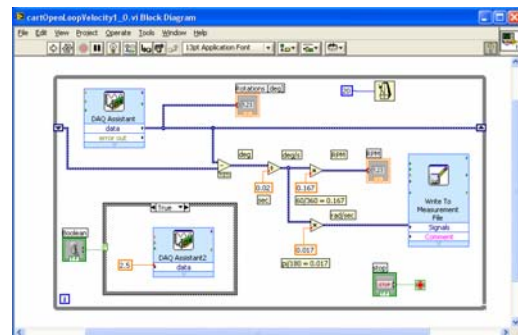 cartOpenLoopVelocity1_0.vi Block Diagram
File Edit View Project Operate Tools Window Help
13pt Application Font
Rotations [deg]
DAQ Assistant
data
error out
deg
deg/s
RPM
RPM
0.02
sec
0.167
60/360 = 0.167
Write To
Measurement
File
Signals
Comment
rad/sec
0.017
pi/180 = 0.017
True
Boolean
DAQ Assistant2
data
2.5
stop
i